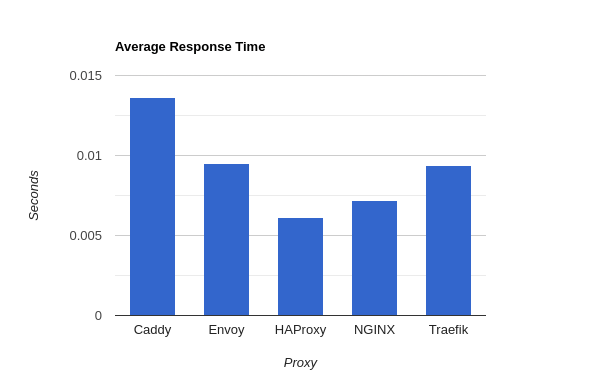 Average Response Time
0.015
0.01
0.005
0
Seconds
Caddy Envoy HAProxy NGINX Traefik
Proxy